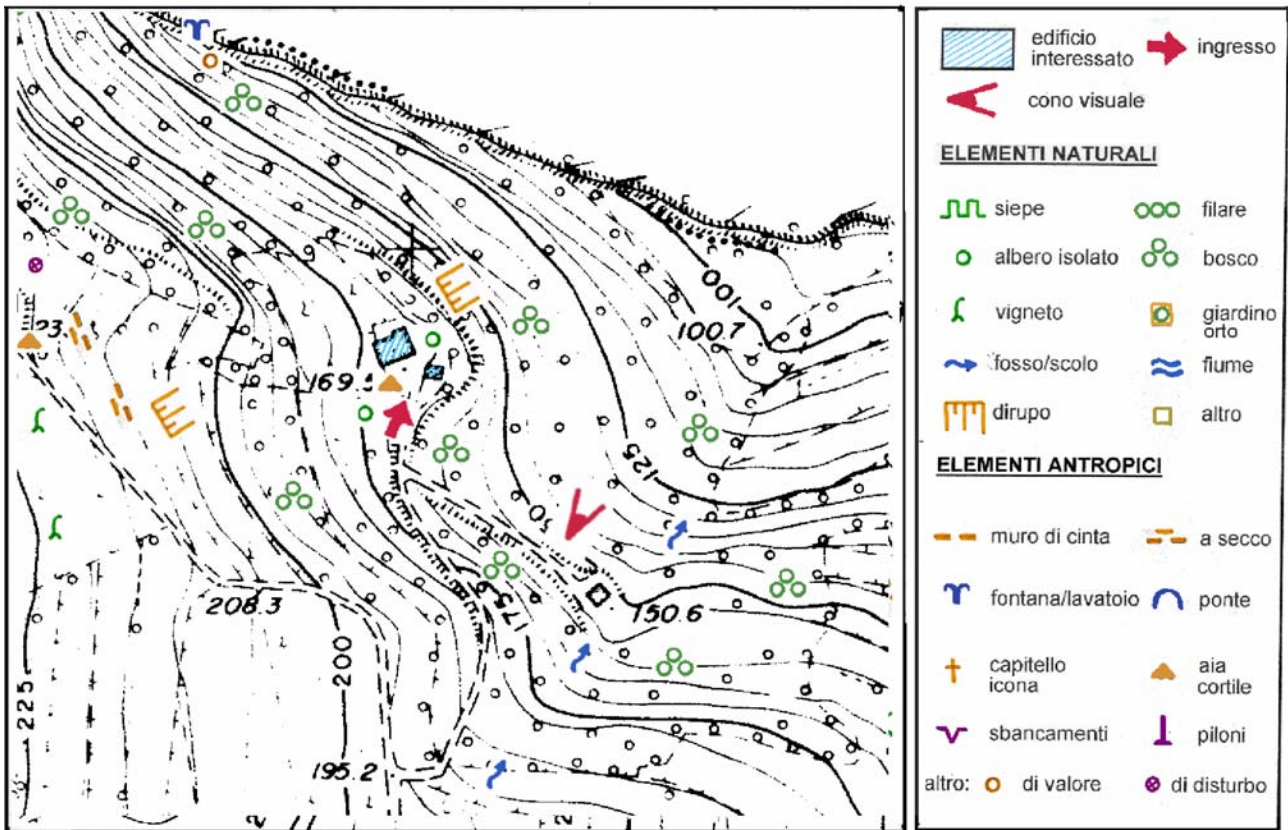 100
100.7
169.
125
50
175.
150.6
208.3
200
225
195.2
edificio
interessato
ingresso
cono visuale
ELEMENTI NATURALI
siepe
filare
albero isolato
bosco
vigneto
giardino
orto
fosso/scolo
fiume
dirupo
altro
ELEMENTI ANTROPICI
muro di cinta
a secco
fontana/lavatoio
ponte
capitello
icona
aia
cortile
sbancamenti
piloni
altro:
di valore
di disturbo